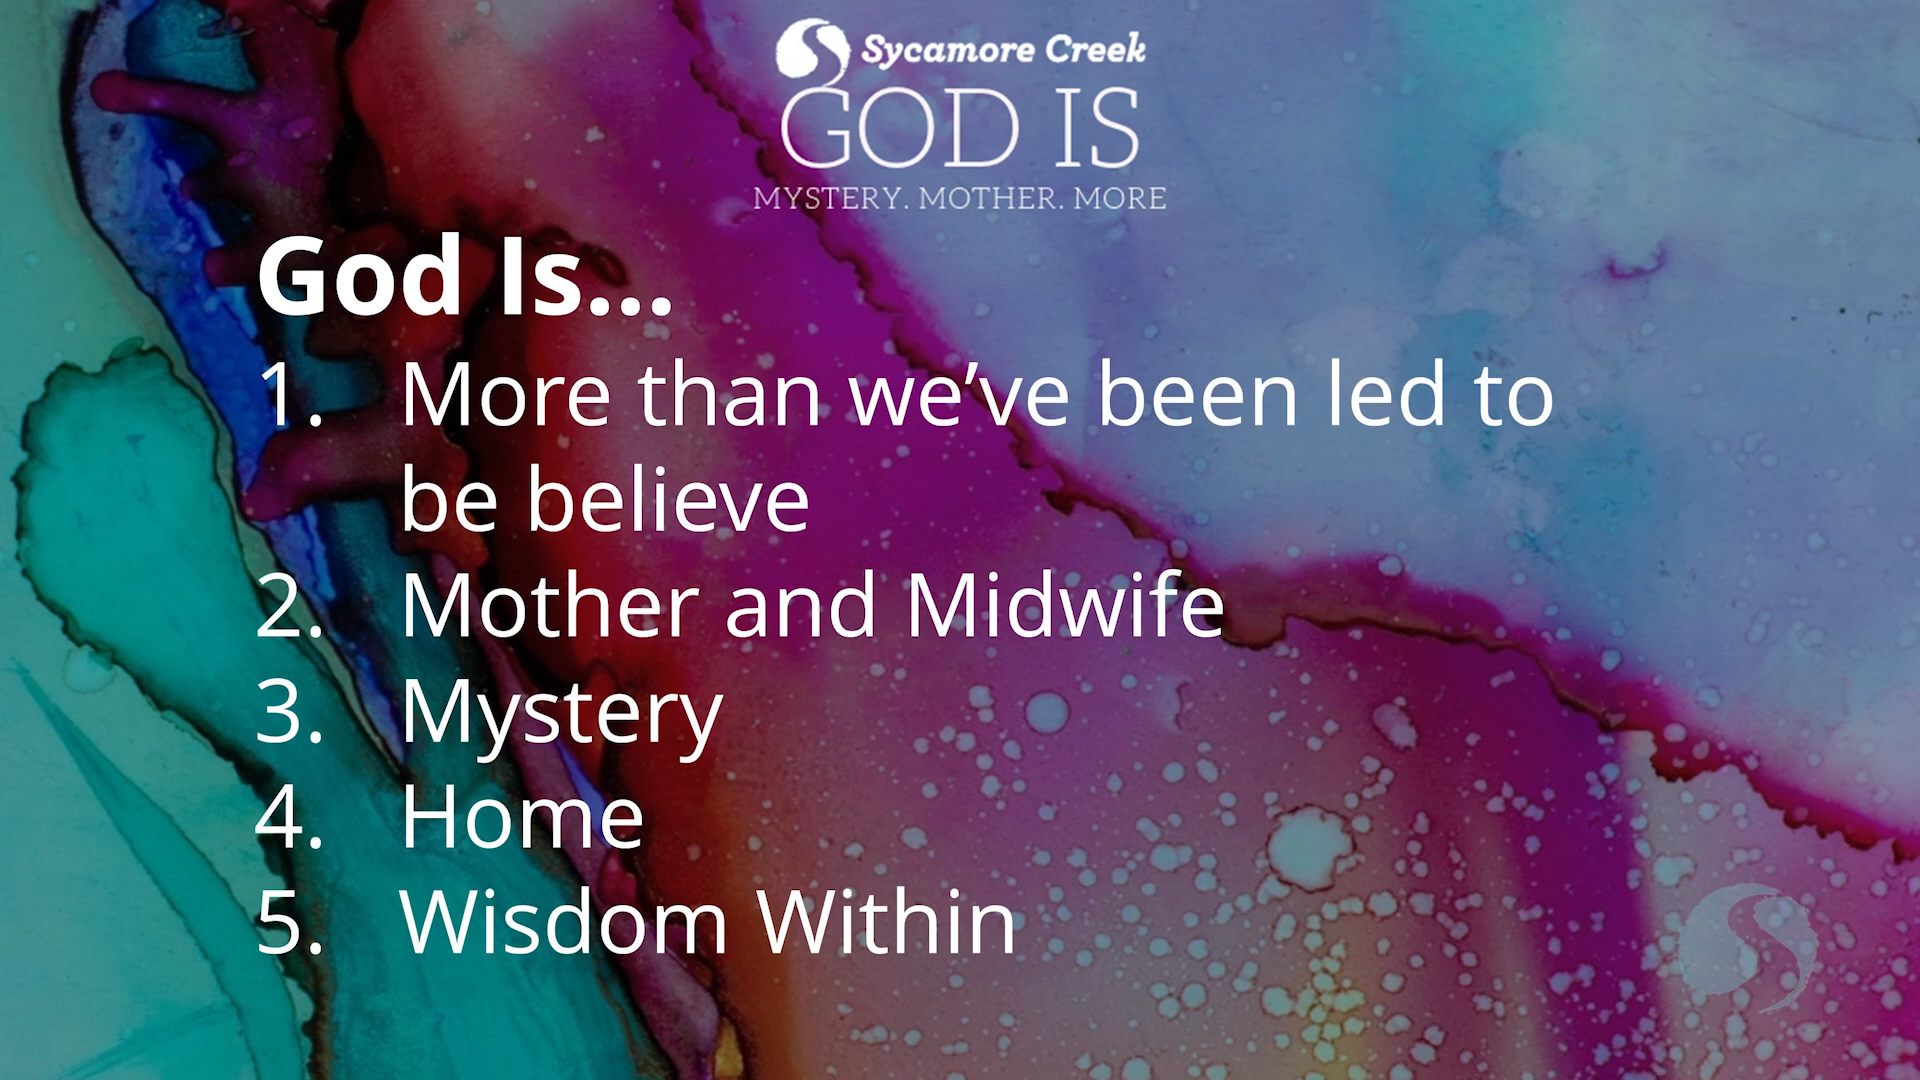 Sycamore Creek
GOD IS
MYSTERY. MOTHER. MORE
God Is...
1. More than we’ve been led to
be believe
2. Mother and Midwife
3. Mystery
4. Home
5. Wisdom Within